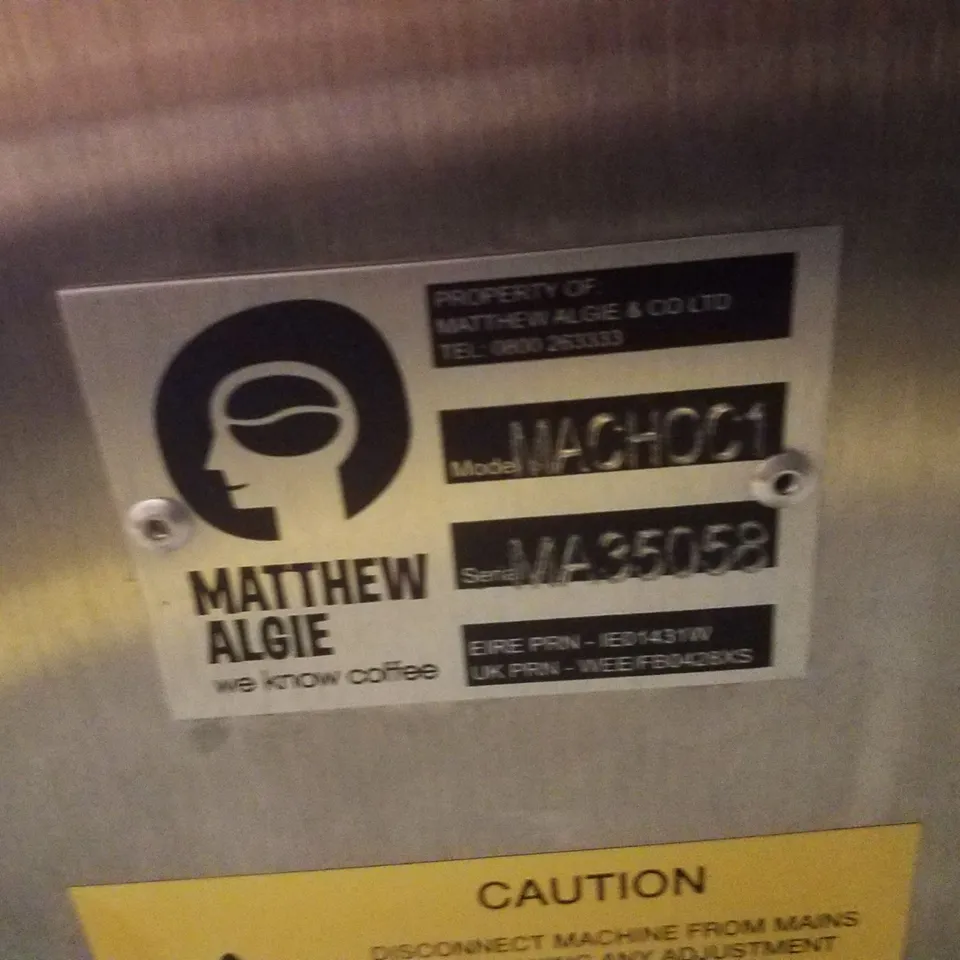 PROPERTY OF:
MATTHEW ALGIE & CO LTD
TEL: 0800 263333
Model MACHOC1
Serial MA35058
EIRE PRN - IE01431W
UK PRN - WEE/FB0428XS
MATTHEW
ALGIE
we know coffee
CAUTION
DISCONNECT MACHINE FROM MAINS
ANY ADJUSTMENT